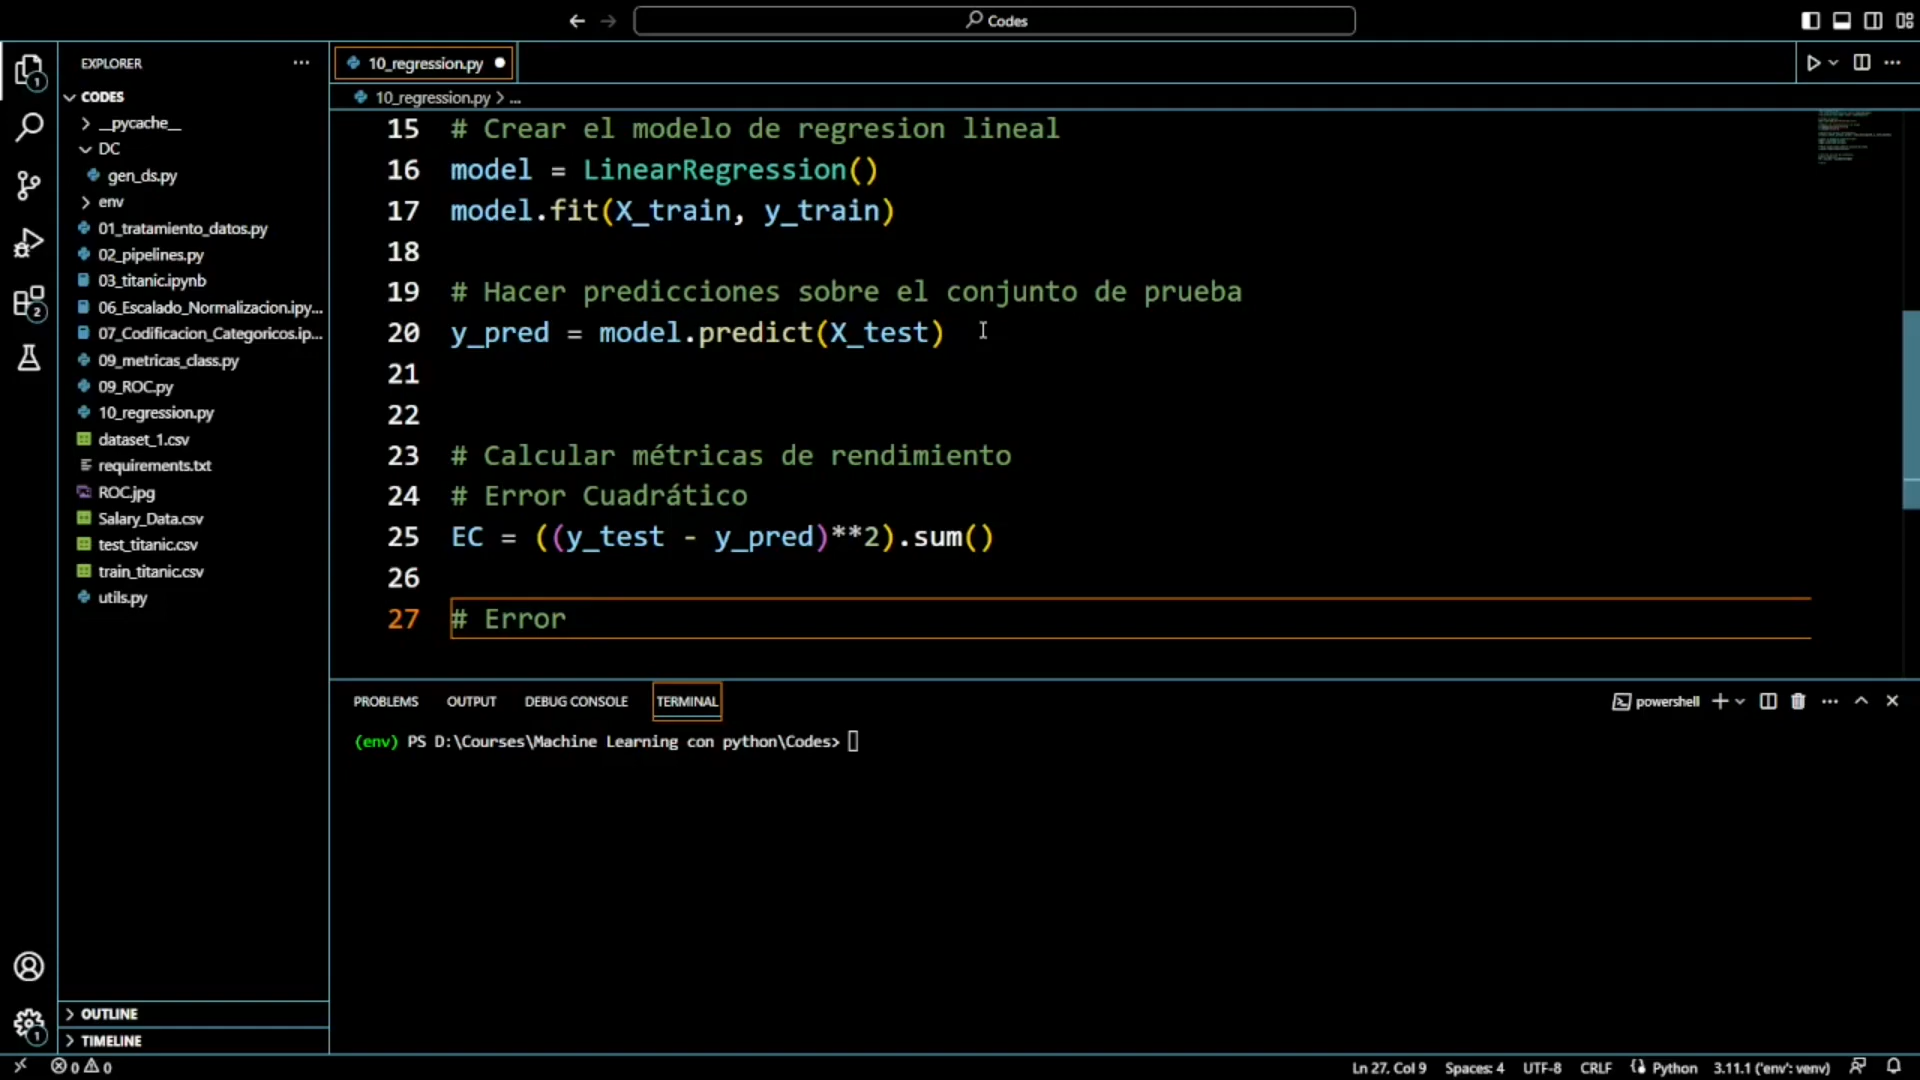 Codes
EXPLORER
CODES
__pycache__
DC
gen_ds.py
env
01_tratamiento_datos.py
02_pipelines.py
03_titanic.ipynb
06_Escalado_Normalizacion.ipy...
07_Codificacion_Categoricos.ip...
09_metricas_class.py
09_ROC.py
10_regression.py
dataset_1.csv
requirements.txt
ROC.jpg
Salary_Data.csv
test_titanic.csv
train_titanic.csv
utils.py
OUTLINE
TIMELINE
1
2
1
10_regression.py
10_regression.py > ...
15 # Crear el modelo de regresion lineal
16 model = LinearRegression()
17 model.fit(X_train, y_train)
18
19 # Hacer predicciones sobre el conjunto de prueba
20 y_pred = model.predict(X_test)
21
22
23 # Calcular métricas de rendimiento
24 # Error Cuadrático
25 EC = ((y_test - y_pred)**2).sum()
26
27 # Error
PROBLEMS OUTPUT DEBUG CONSOLE TERMINAL powershell
(env) PS D:\Courses\Machine Learning con python\Codes>
0 0 Ln 27, Col 9 Spaces: 4 UTF-8 CRLF Python 3.11.1 ('env': venv)